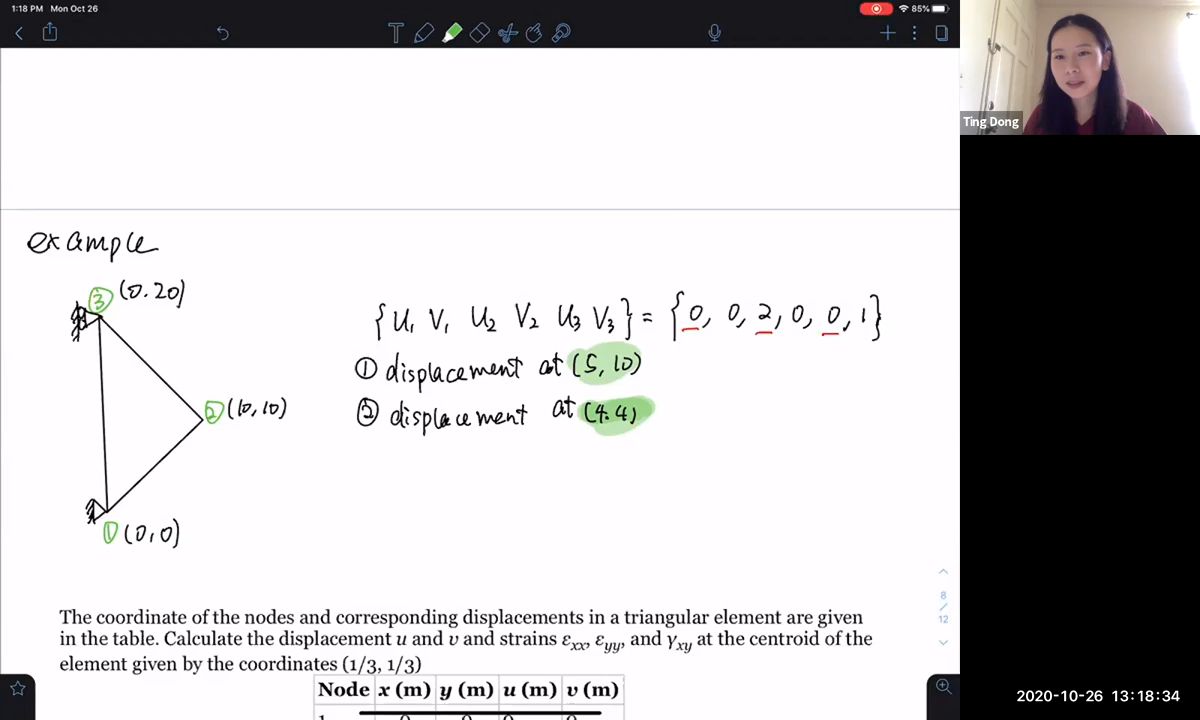 1:18 PM Mon Oct 26
85%
Ting Dong
example
③ (0.20)
{U₁ V₁ U₂ V₂ U₃ V₃} = {0, 0, 2, 0, 0, 1}
① displacement at (5, 10)
② displacement at (4.4)
② (10, 10)
① (0, 0)
8
/
12
The coordinate of the nodes and corresponding displacements in a triangular element are given
in the table. Calculate the displacement u and v and strains εxx, εyy, and γxy at the centroid of the
element given by the coordinates (1/3, 1/3)
Node x (m) y (m) u (m) v (m)
2020-10-26 13:18:34